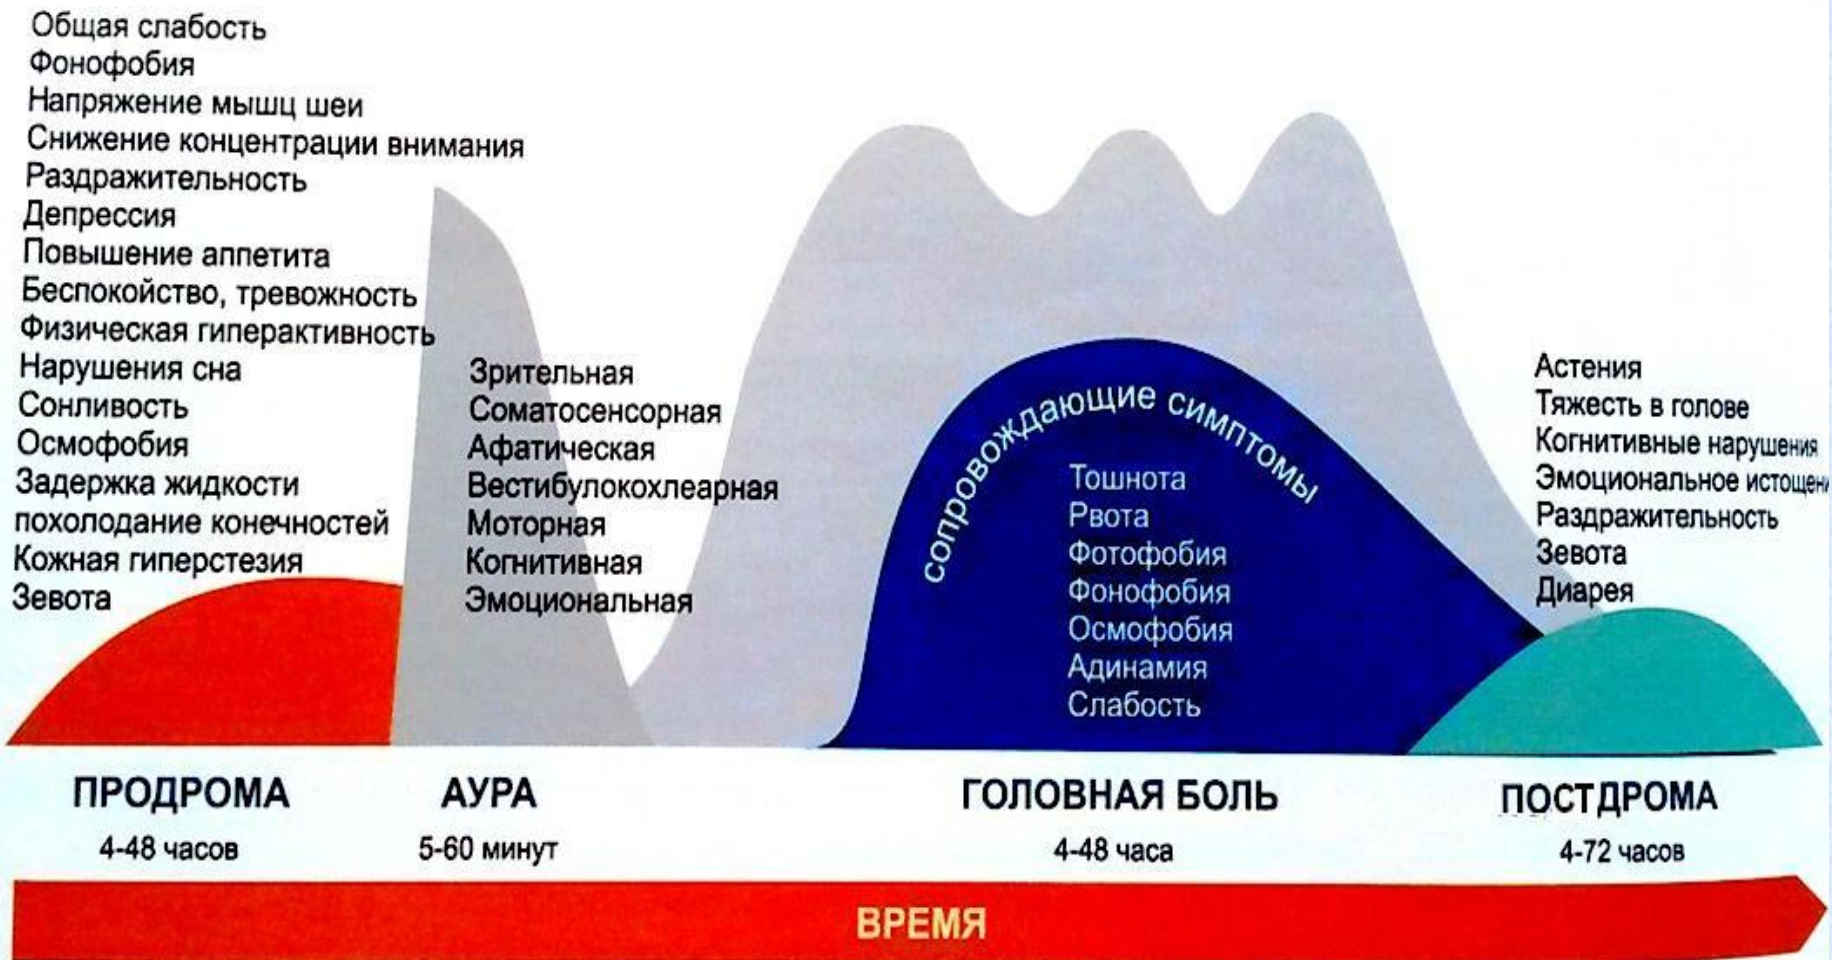 Общая слабость
Фонофобия
Напряжение мышц шеи
Снижение концентрации внимания
Раздражительность
Депрессия
Повышение аппетита
Беспокойство, тревожность
Физическая гиперактивность
Нарушения сна
Сонливость
Осмофобия
Задержка жидкости
похолодание конечностей
Кожная гиперстезия
Зевота
Зрительная
Соматосенсорная
Афатическая
Вестибулокохлеарная
Моторная
Когнитивная
Эмоциональная
сопровождающие симптомы
Тошнота
Рвота
Фотофобия
Фонофобия
Осмофобия
Адинамия
Слабость
Астения
Тяжесть в голове
Когнитивные нарушения
Эмоциональное истощени
Раздражительность
Зевота
Диарея
ПРОДРОМА
4-48 часов
АУРА
5-60 минут
ГОЛОВНАЯ БОЛЬ
4-48 часа
ПОСТДРОМА
4-72 часов
ВРЕМЯ